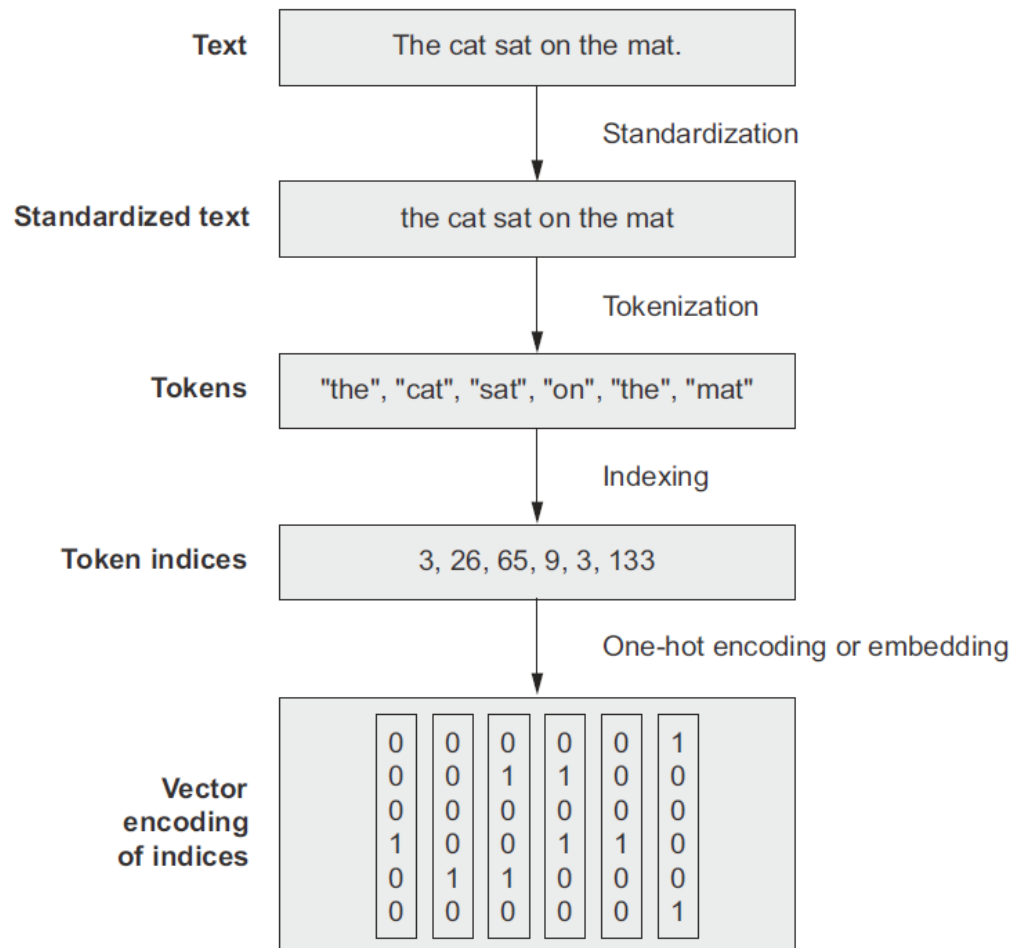 Text
The cat sat on the mat.
Standardization
Standardized text
the cat sat on the mat
Tokenization
Tokens
"the", "cat", "sat", "on", "the", "mat"
Indexing
Token indices
3, 26, 65, 9, 3, 133
One-hot encoding or embedding
Vector
encoding
of indices
0 0 0 0 0 1
0 0 1 1 0 0
0 0 0 0 0 0
1 0 0 1 1 0
0 1 1 0 0 0
0 0 0 0 0 1